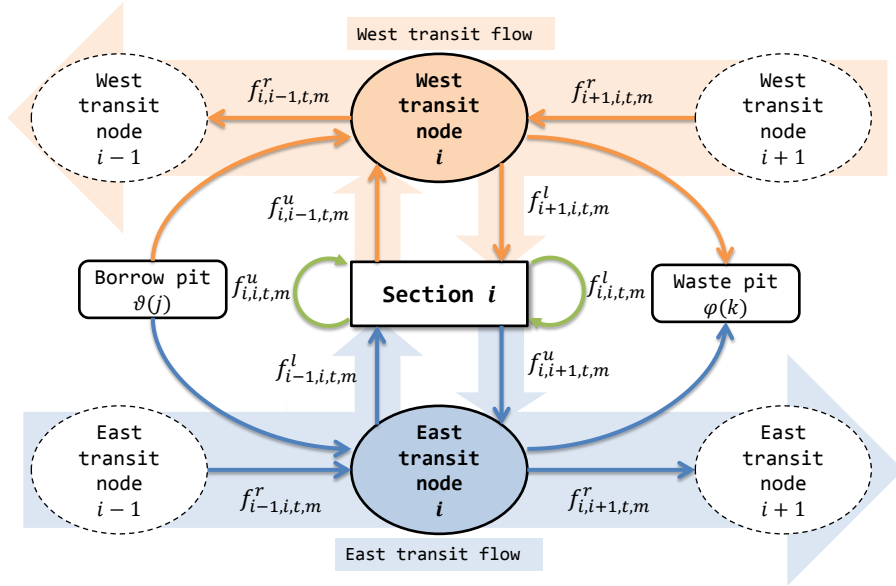 West transit flow
West
transit
node
i − 1
f^r_{i,i−1,t,m}
West
transit
node
i
f^r_{i+1,i,t,m}
West
transit
node
i + 1
f^u_{i,i−1,t,m}
f^l_{i+1,i,t,m}
Borrow pit
ϑ(j)
f^u_{i,i,t,m}
Section i
f^l_{i,i,t,m}
Waste pit
φ(k)
f^l_{i−1,i,t,m}
f^u_{i,i+1,t,m}
East
transit
node
i − 1
f^r_{i−1,i,t,m}
East
transit
node
i
f^r_{i,i+1,t,m}
East
transit
node
i + 1
East transit flow